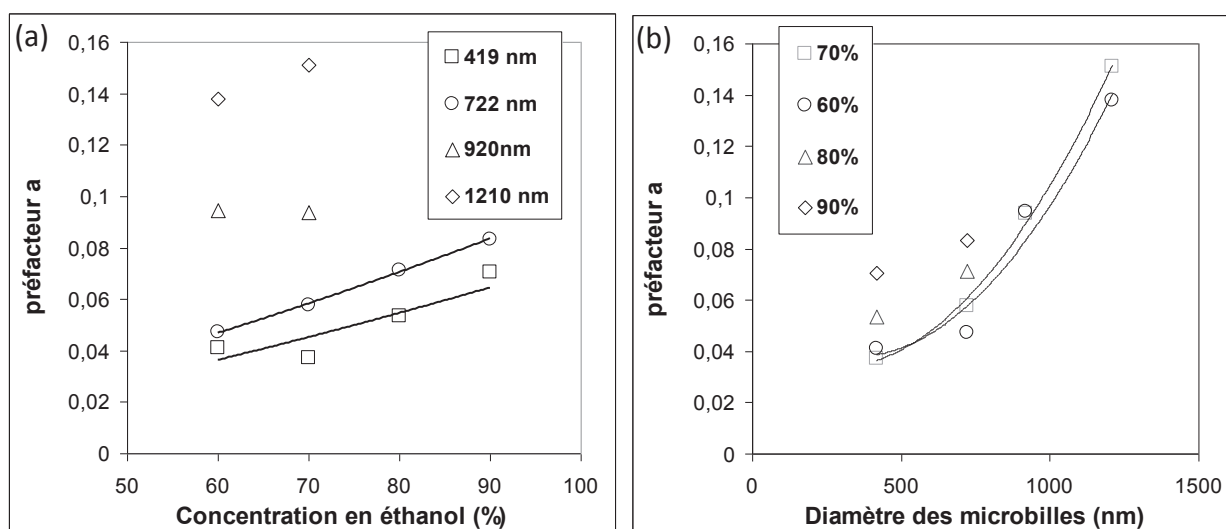 (a)
préfacteur a
0,16
0,14
0,12
0,1
0,08
0,06
0,04
0,02
0
50 60 70 80 90 100
Concentration en éthanol (%)
419 nm
722 nm
920nm
1210 nm
(b)
préfacteur a
0,16
0,14
0,12
0,1
0,08
0,06
0,04
0,02
0
0 500 1000 1500
Diamètre des microbilles (nm)
70%
60%
80%
90%